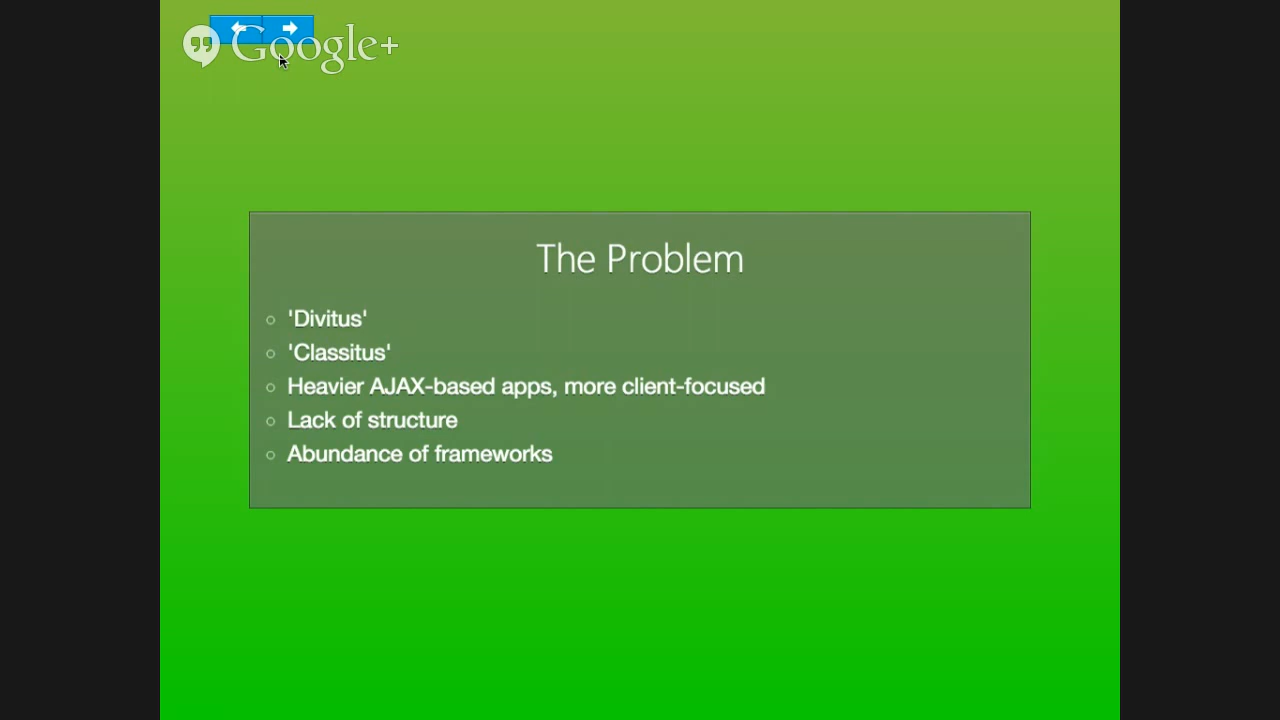 Google+
The Problem
'Divitus'
'Classitus'
Heavier AJAX-based apps, more client-focused
Lack of structure
Abundance of frameworks